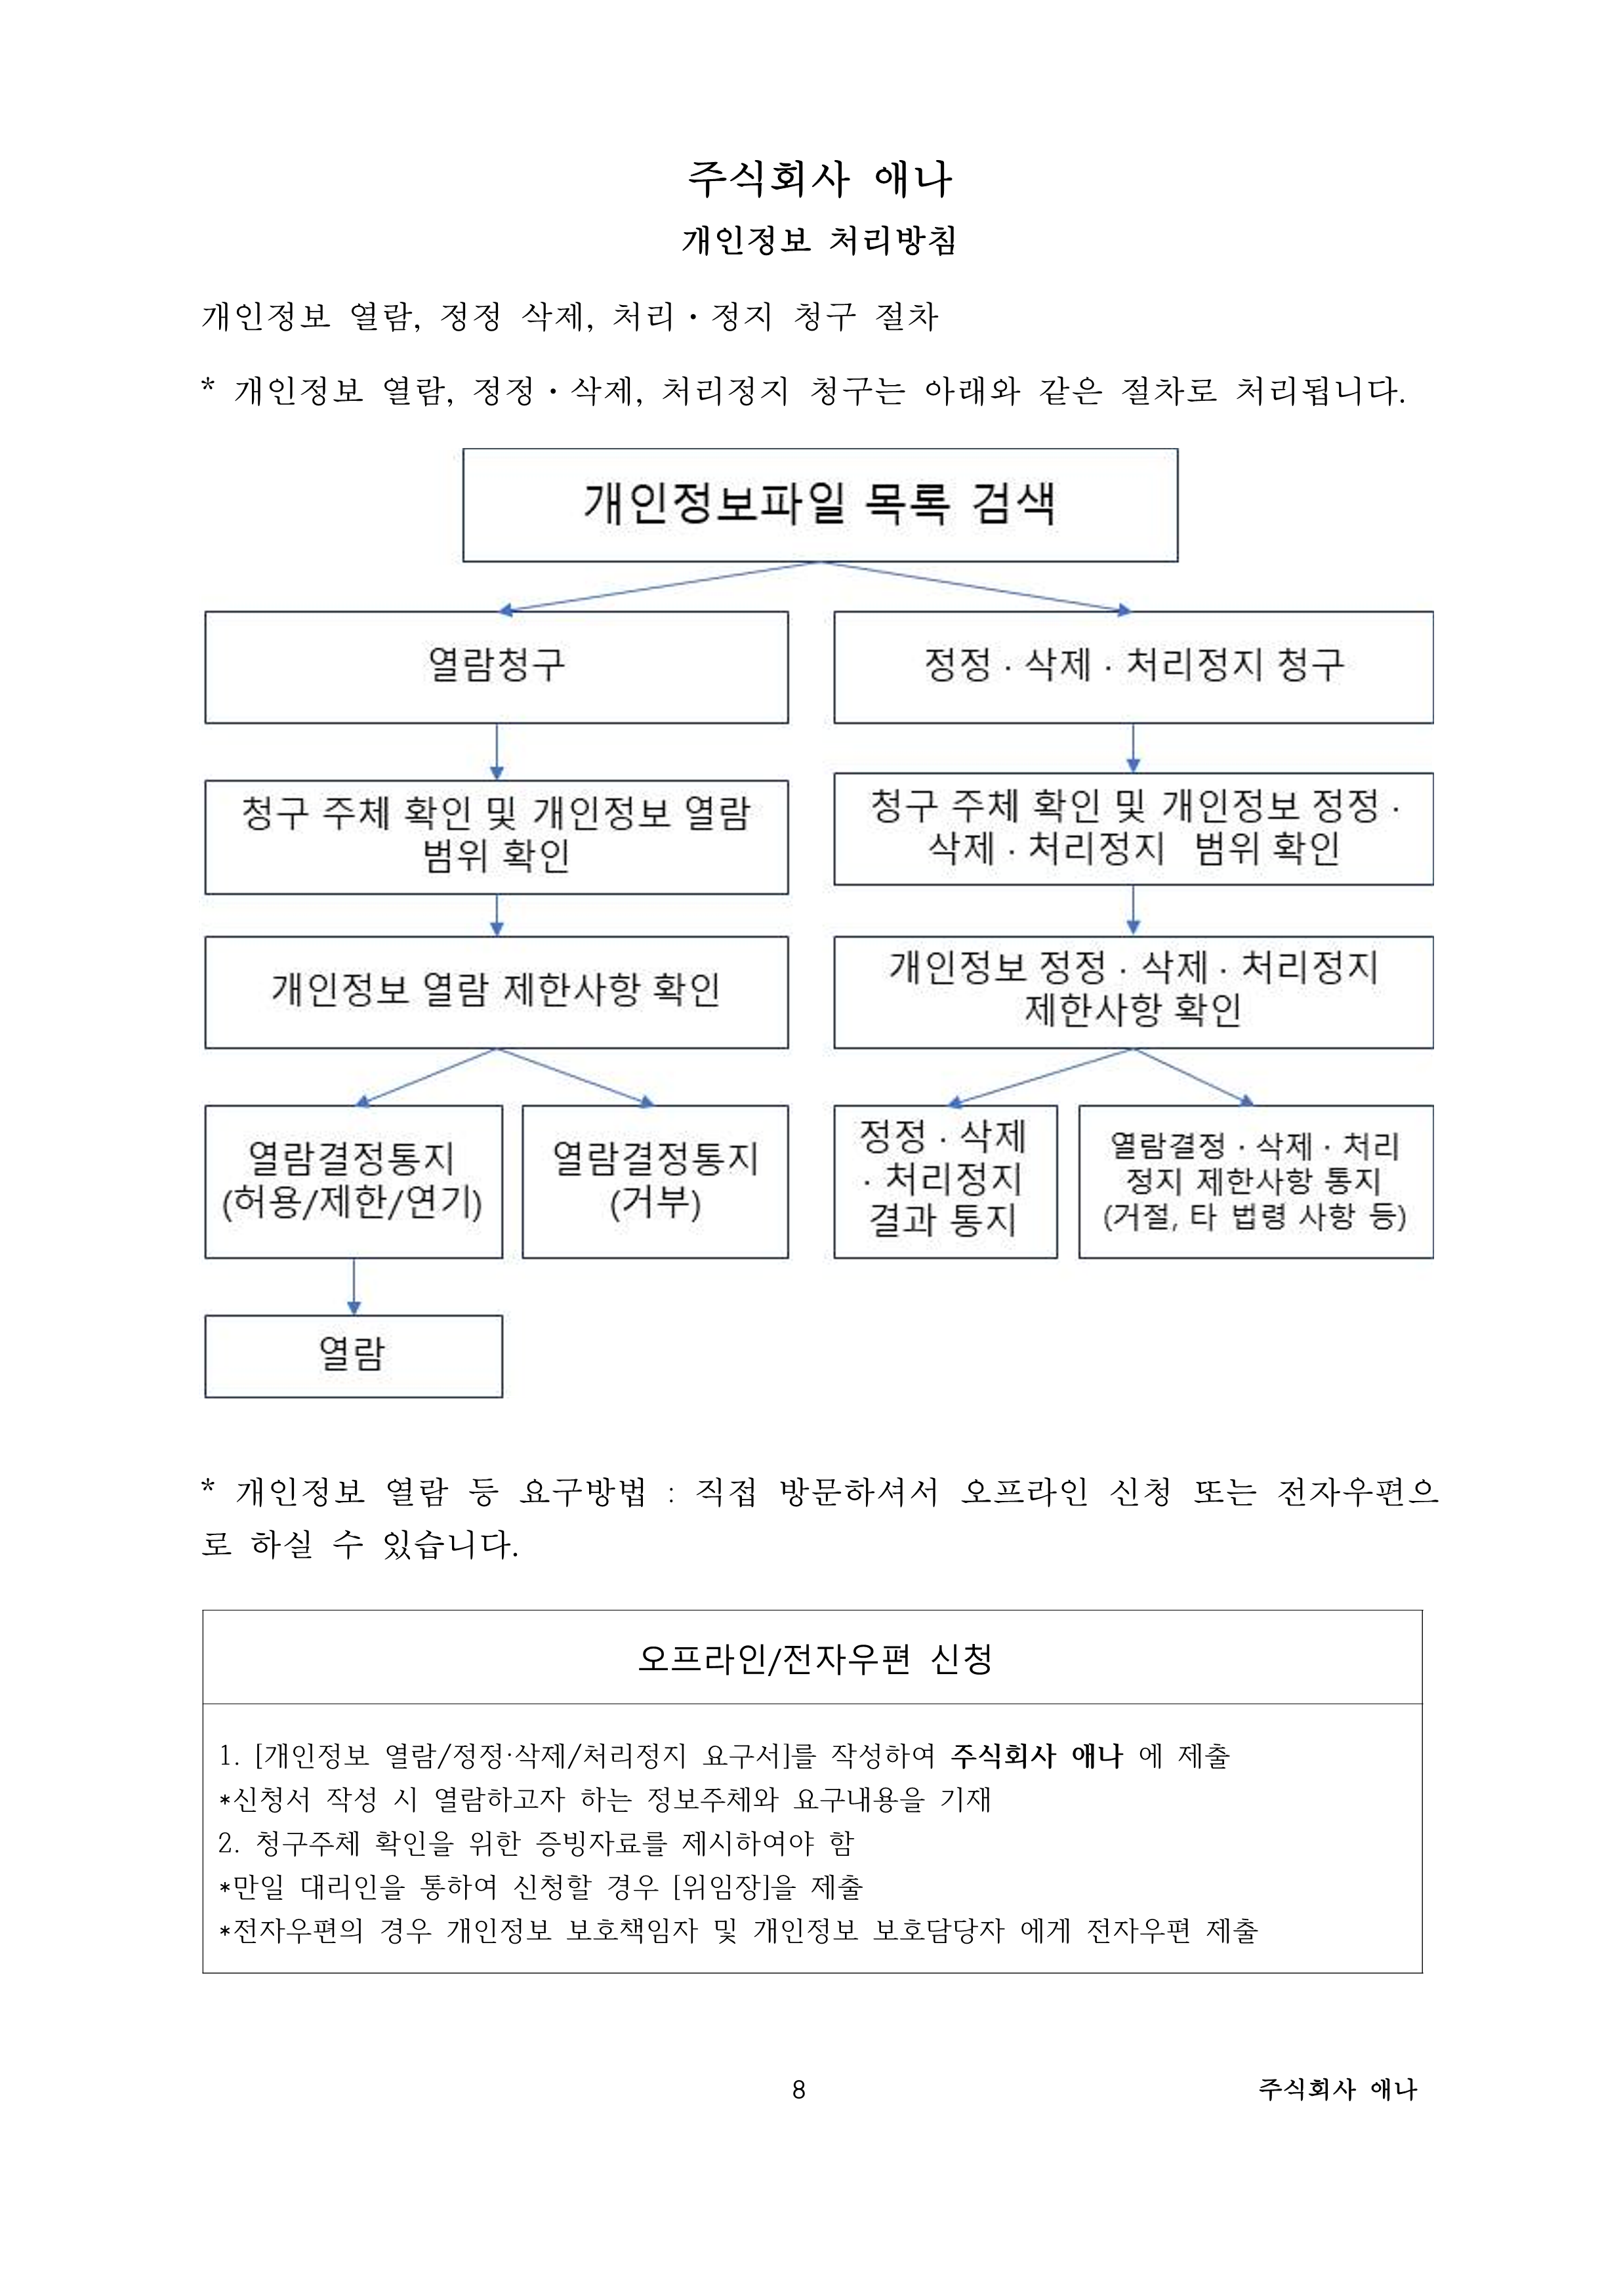 주식회사 애나
개인정보 처리방침
개인정보 열람, 정정 삭제, 처리・정지 청구 절차
* 개인정보 열람, 정정・삭제, 처리정지 청구는 아래와 같은 절차로 처리됩니다.
개인정보파일 목록 검색
열람청구
정정 · 삭제 · 처리정지 청구
청구 주체 확인 및 개인정보 열람
범위 확인
청구 주체 확인 및 개인정보 정정 ·
삭제 · 처리정지 범위 확인
개인정보 열람 제한사항 확인
개인정보 정정 · 삭제 · 처리정지
제한사항 확인
열람결정통지
(허용/제한/연기)
열람결정통지
(거부)
정정 · 삭제
· 처리정지
결과 통지
열람결정 · 삭제 · 처리
정지 제한사항 통지
(거절, 타 법령 사항 등)
열람
* 개인정보 열람 등 요구방법 : 직접 방문하셔서 오프라인 신청 또는 전자우편으
로 하실 수 있습니다.
오프라인/전자우편 신청
1. [개인정보 열람/정정·삭제/처리정지 요구서]를 작성하여 주식회사 애나 에 제출
*신청서 작성 시 열람하고자 하는 정보주체와 요구내용을 기재
2. 청구주체 확인을 위한 증빙자료를 제시하여야 함
*만일 대리인을 통하여 신청할 경우 [위임장]을 제출
*전자우편의 경우 개인정보 보호책임자 및 개인정보 보호담당자 에게 전자우편 제출
8
주식회사 애나